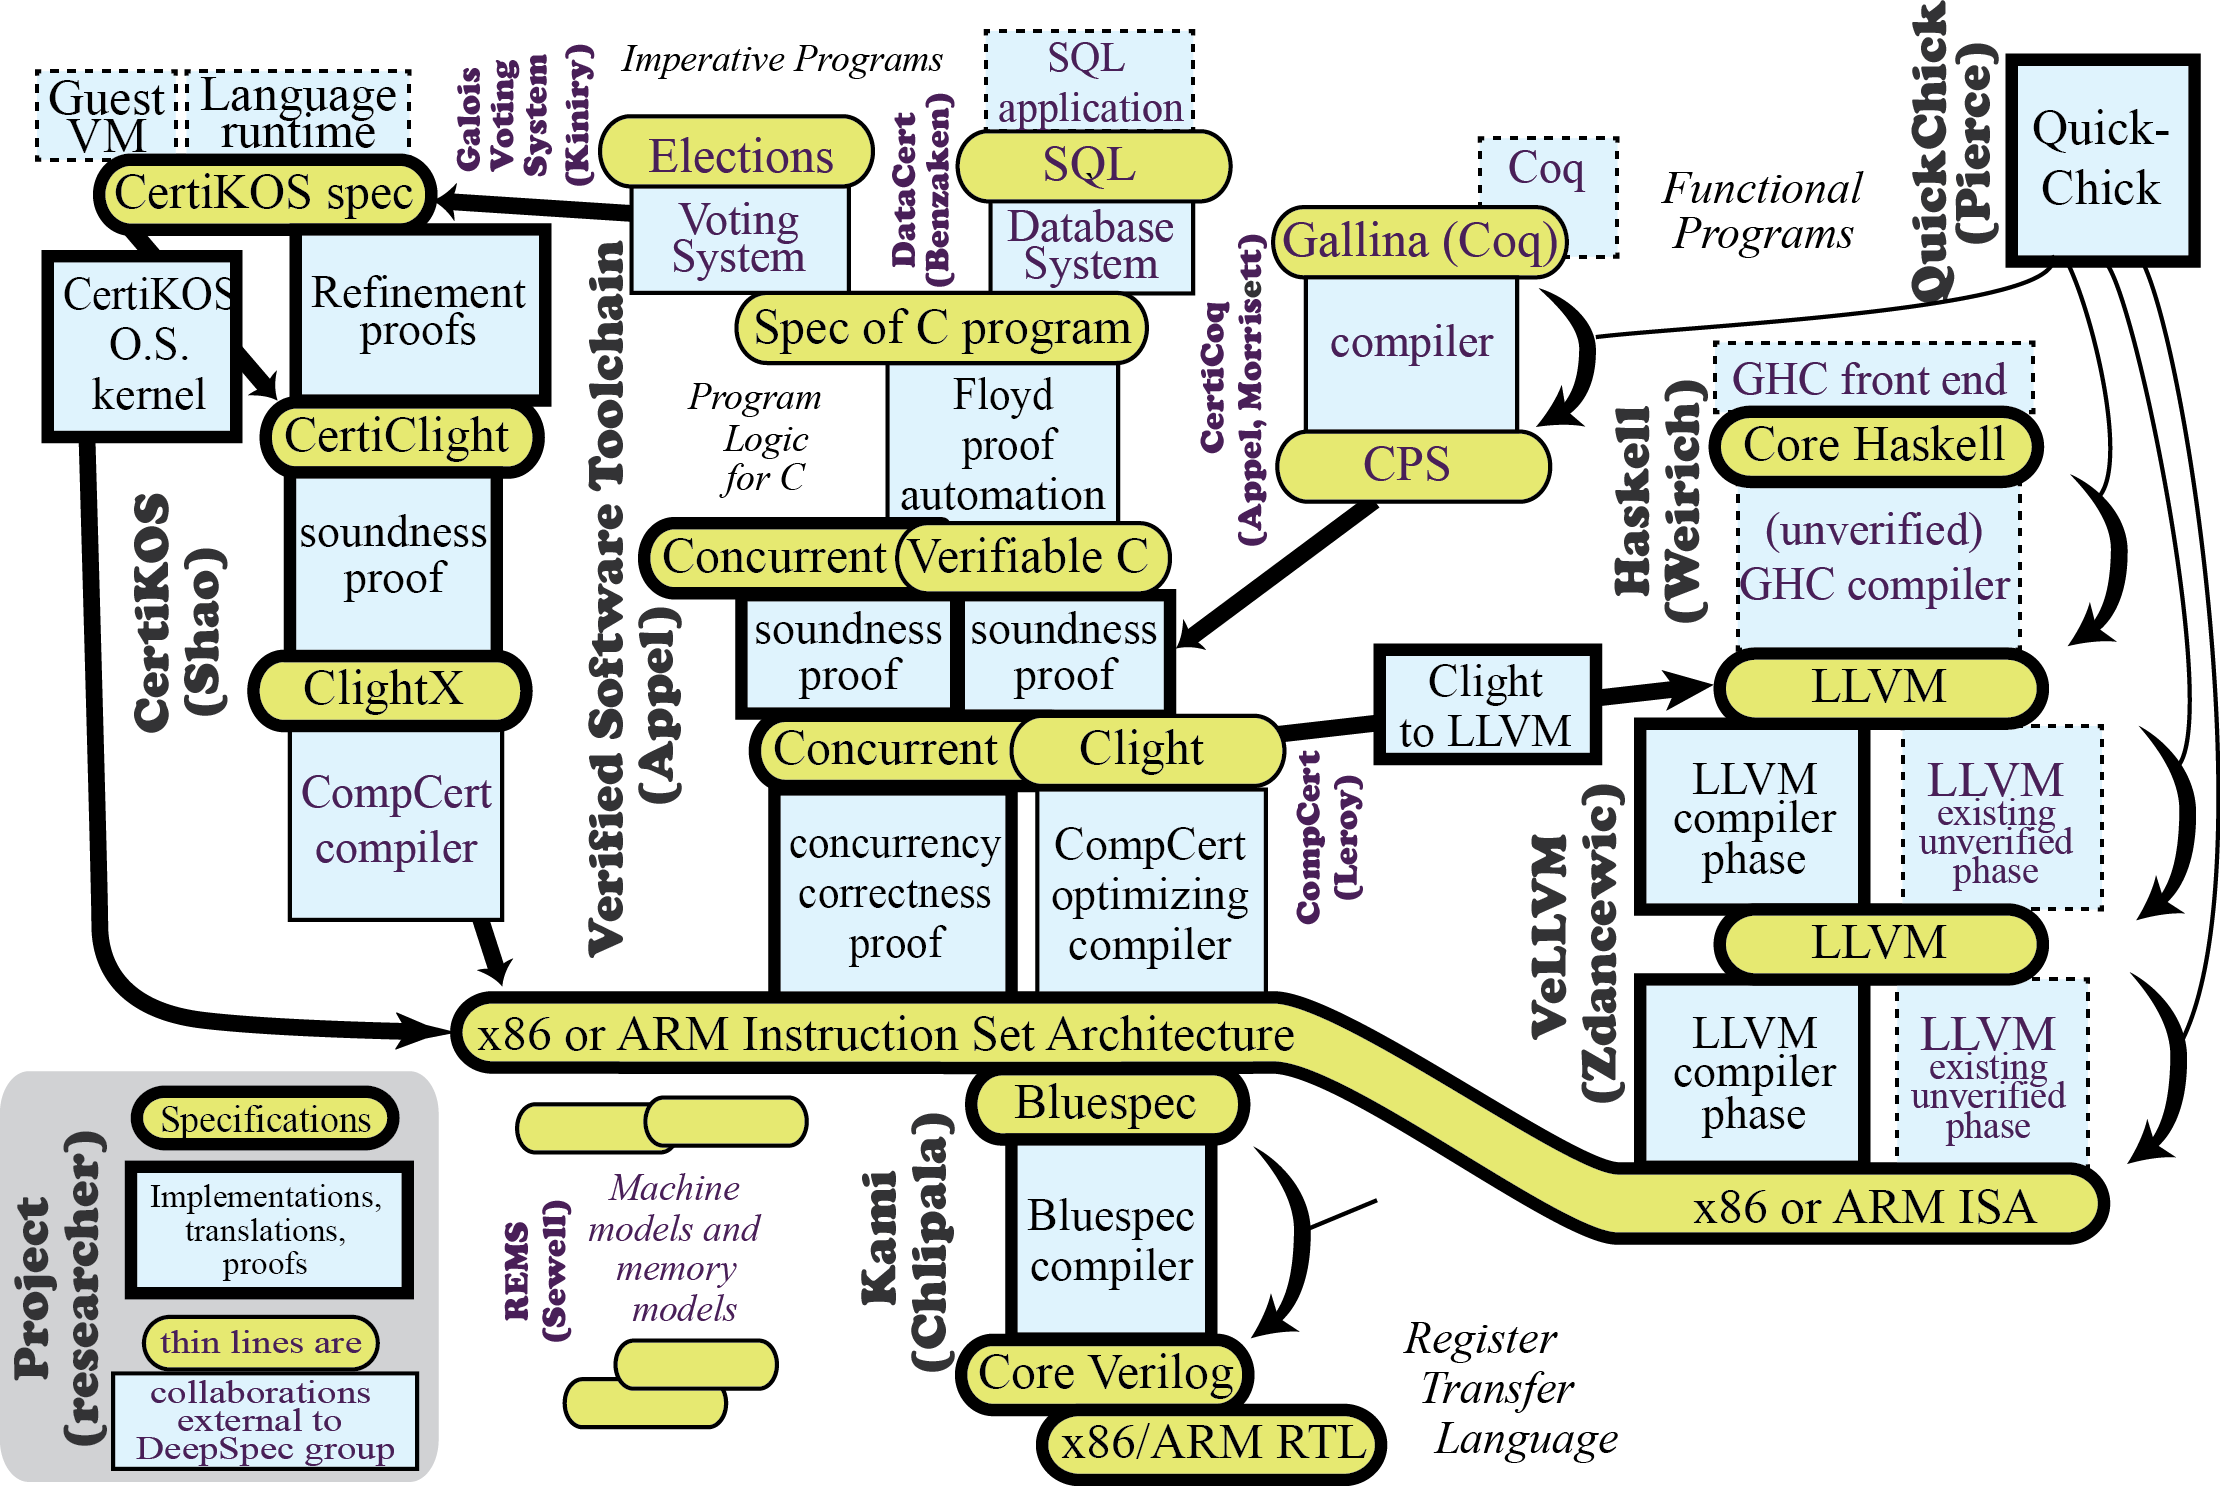 Guest
VM
Language
runtime
CertiKOS spec
CertiKOS
O.S.
kernel
Refinement
proofs
CertiClight
soundness
proof
ClightX
CompCert
compiler
CertiKOS
(Shao)
Galois
Voting
System
(Kiniry)
Imperative Programs
Elections
Voting
System
DataCert
(Benzaken)
SQL
application
SQL
Database
System
Spec of C program
Program
Logic
for C
Floyd
proof
automation
Verified Software Toolchain
(Appel)
Concurrent
Verifiable C
soundness
proof
soundness
proof
Concurrent
Clight
concurrency
correctness
proof
CompCert
optimizing
compiler
CompCert
(Leroy)
CertiCoq
(Appel, Morrisett)
Coq
Gallina (Coq)
compiler
CPS
Functional
Programs
QuickChick
(Pierce)
Quick-
Chick
Haskell
(Weirich)
GHC front end
Core Haskell
(unverified)
GHC compiler
Clight
to LLVM
LLVM
VeLLVM
(Zdancewic)
LLVM
compiler
phase
LLVM
existing
unverified
phase
LLVM
LLVM
compiler
phase
LLVM
existing
unverified
phase
x86 or ARM Instruction Set Architecture
x86 or ARM ISA
Bluespec
Kami
(Chlipala)
Bluespec
compiler
Core Verilog
x86/ARM RTL
Register
Transfer
Language
REMS
(Sewell)
Machine
models and
memory
models
Project
(researcher)
Specifications
Implementations,
translations,
proofs
thin lines are
collaborations
external to
DeepSpec group